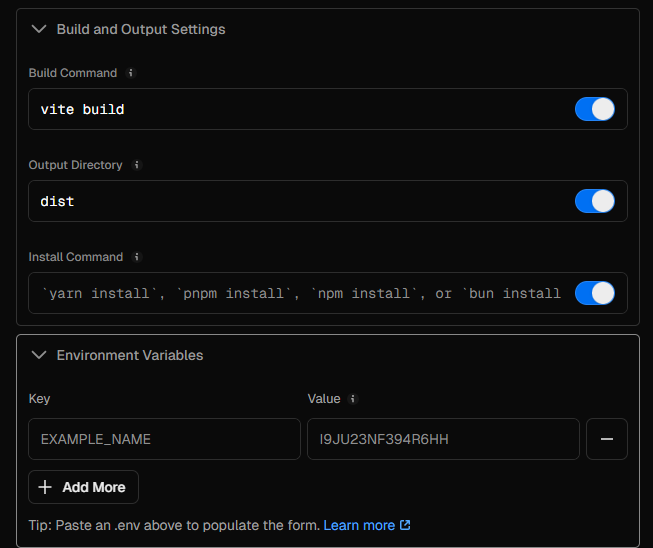 Build and Output Settings
Build Command
vite build
Output Directory
dist
Install Command
`yarn install`, `pnpm install`, `npm install`, or `bun install
Environment Variables
Key Value
EXAMPLE_NAME I9JU23NF394R6HH
Add More
Tip: Paste an .env above to populate the form. Learn more